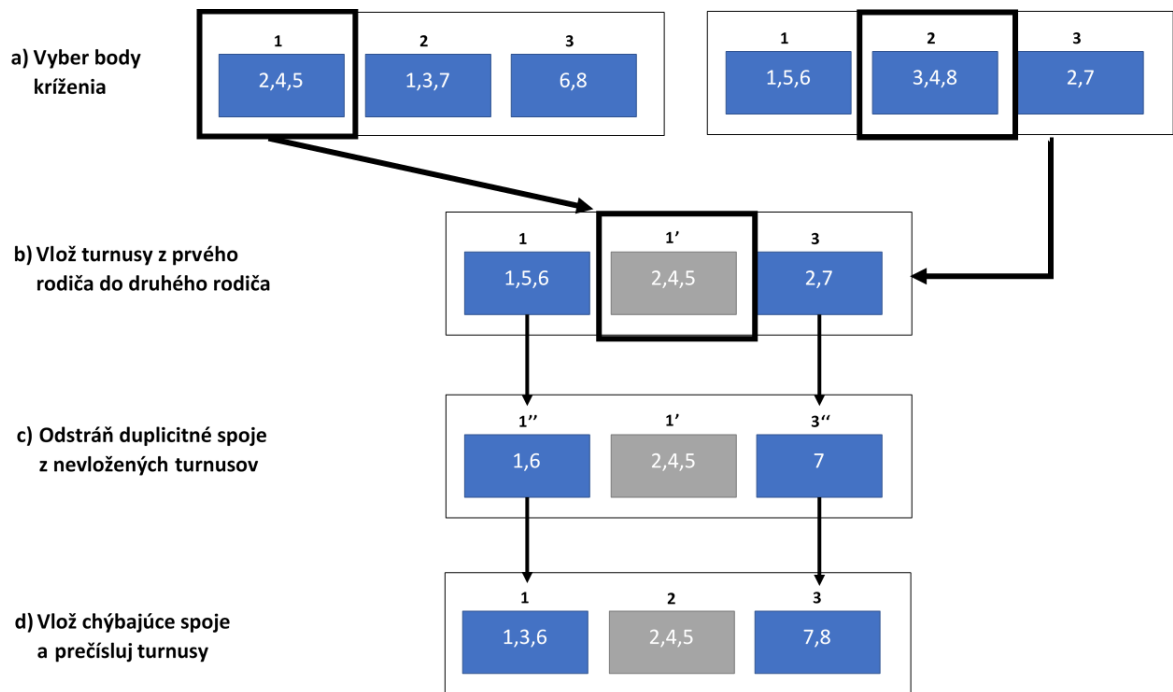 a) Vyber body
kríženia
1 2 3
2,4,5 1,3,7 6,8
1 2 3
1,5,6 3,4,8 2,7
b) Vlož turnusy z prvého
rodiča do druhého rodiča
1 1’ 3
1,5,6 2,4,5 2,7
c) Odstráň duplicitné spoje
z nevložených turnusov
1’’ 1’ 3“
1,6 2,4,5 7
d) Vlož chýbajúce spoje
a prečísluj turnusy
1 2 3
1,3,6 2,4,5 7,8